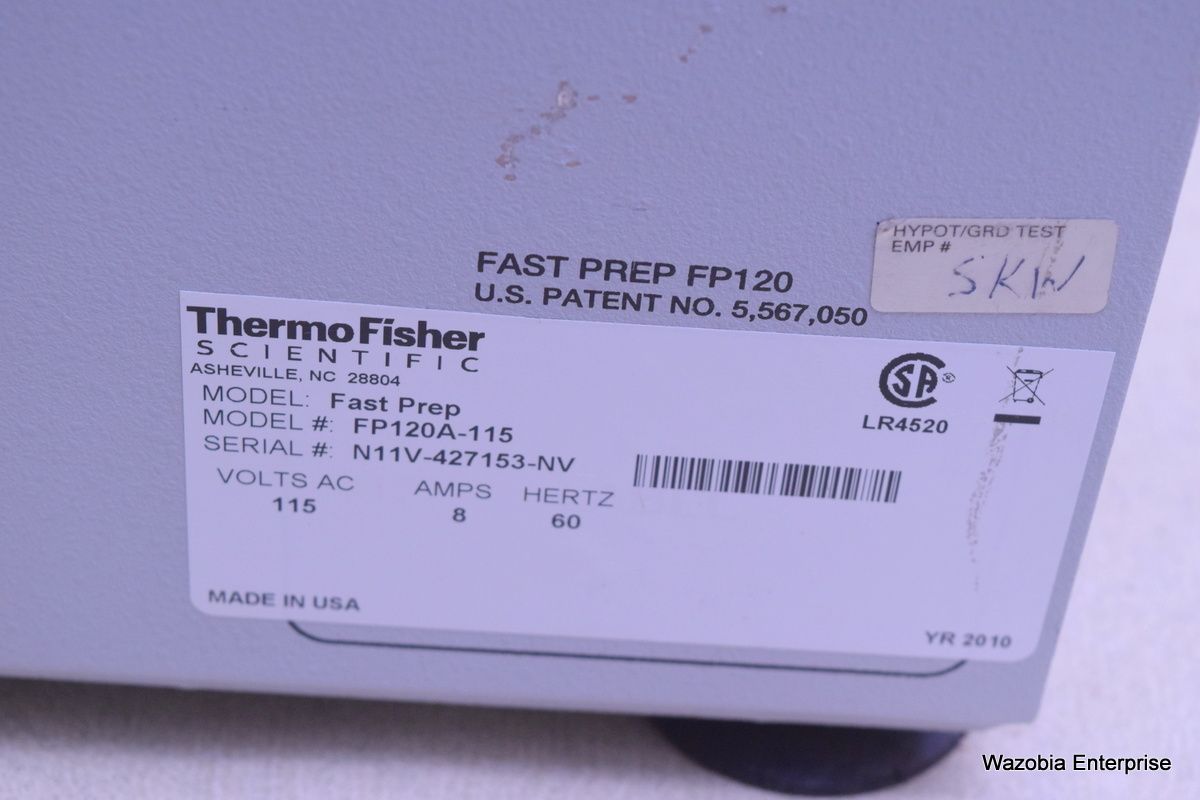 HYPOT/GRD TEST
EMP #
SKW
FAST PREP FP120
U.S. PATENT NO. 5,567,050
ThermoFisher
SCIENTIFIC
ASHEVILLE, NC 28804
MODEL: Fast Prep
MODEL #: FP120A-115
SERIAL #: N11V-427153-NV
VOLTS AC AMPS HERTZ
115 8 60
SA ®
LR4520
MADE IN USA
YR 2010
Wazobia Enterprise